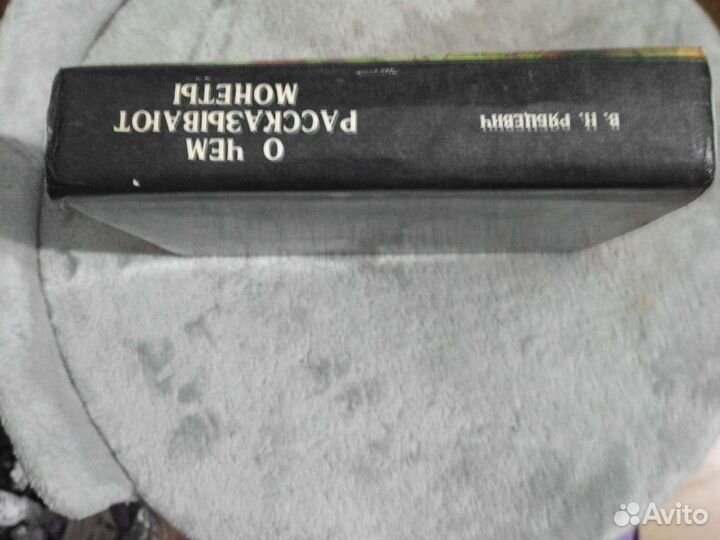 В. Н. РЯБЦЕВИЧ
О ЧЕМ
РАССКАЗЫВАЮТ
МОНЕТЫ
Avito